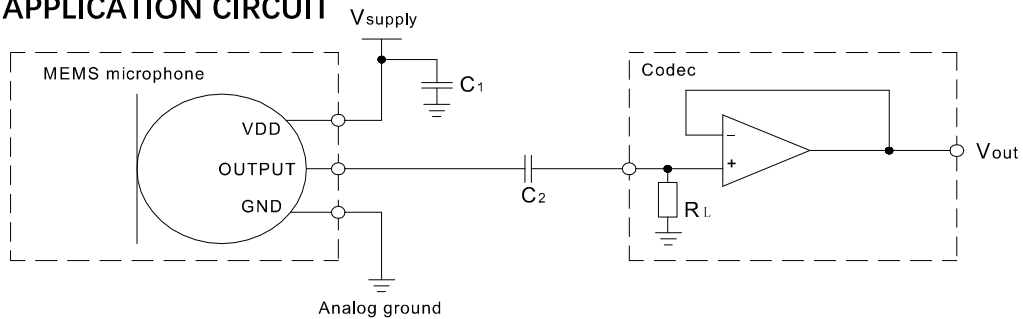 APPLICATION CIRCUIT
Vsupply
MEMS microphone
C1
Codec
VDD
−
OUTPUT
+
Vout
C2
GND
RL
Analog ground